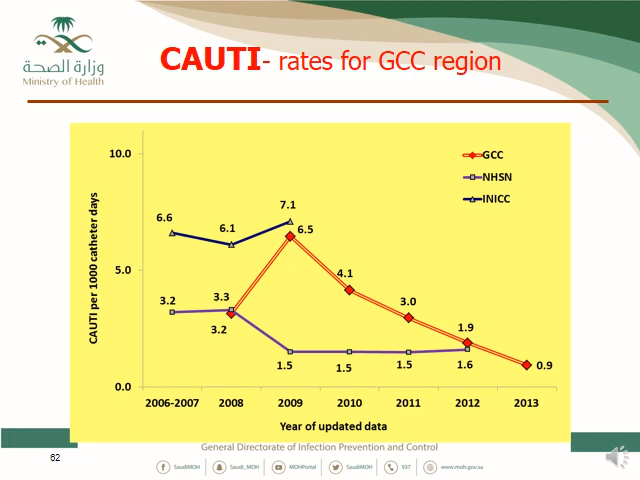 CAUTI- rates for GCC region
وزارة الصحة
Ministry of Health
10.0
5.0
0.0
CAUTI per 1000 catheter days
GCC
NHSN
INICC
6.6
6.1
7.1
6.5
4.1
3.0
1.9
0.9
3.2
3.3
3.2
1.5
1.5
1.5
1.6
2006-2007 2008 2009 2010 2011 2012 2013
Year of updated data
General Directorate of Infection Prevention and Control
62
SaudiMOH Saudi_MOH MOHPortal SaudiMOH 937 www.moh.gov.sa